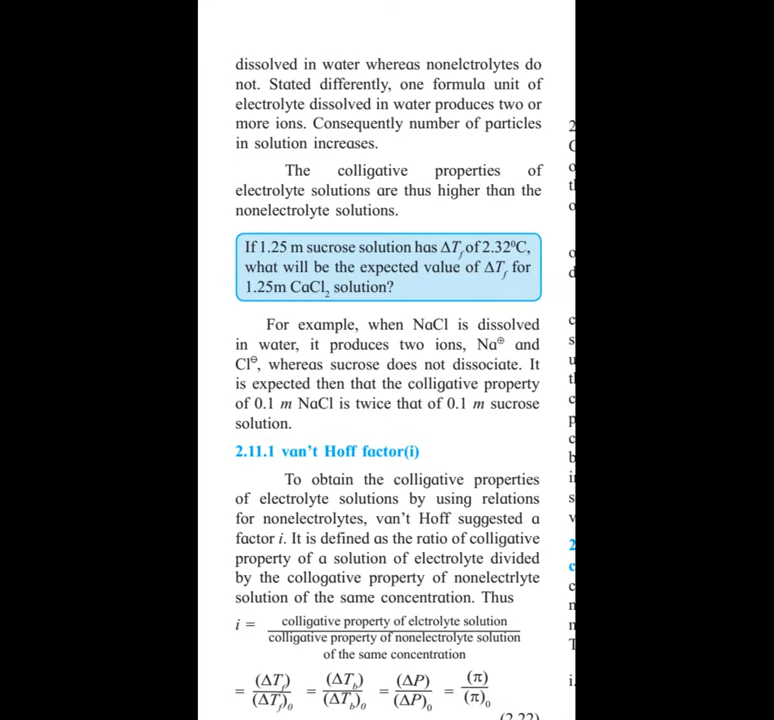 dissolved in water whereas nonelctrolytes do
not. Stated differently, one formula unit of
electrolyte dissolved in water produces two or
more ions. Consequently number of particles
in solution increases.
The colligative properties of
electrolyte solutions are thus higher than the
nonelectrolyte solutions.
If 1.25 m sucrose solution has ΔT_f of 2.32⁰C,
what will be the expected value of ΔT_f for
1.25m CaCl₂ solution?
For example, when NaCl is dissolved
in water, it produces two ions, Na⊕ and
Cl⊖, whereas sucrose does not dissociate. It
is expected then that the colligative property
of 0.1 m NaCl is twice that of 0.1 m sucrose
solution.
2.11.1 van't Hoff factor(i)
To obtain the colligative properties
of electrolyte solutions by using relations
for nonelectrolytes, van't Hoff suggested a
factor i. It is defined as the ratio of colligative
property of a solution of electrolyte divided
by the collogative property of nonelectrlyte
solution of the same concentration. Thus
i = colligative property of elctrolyte solution
colligative property of nonelectrolyte solution
of the same concentration
= (ΔT_f)/(ΔT_f)₀ = (ΔT_b)/(ΔT_b)₀ = (ΔP)/(ΔP)₀ = (π)/(π)₀
(2.22)